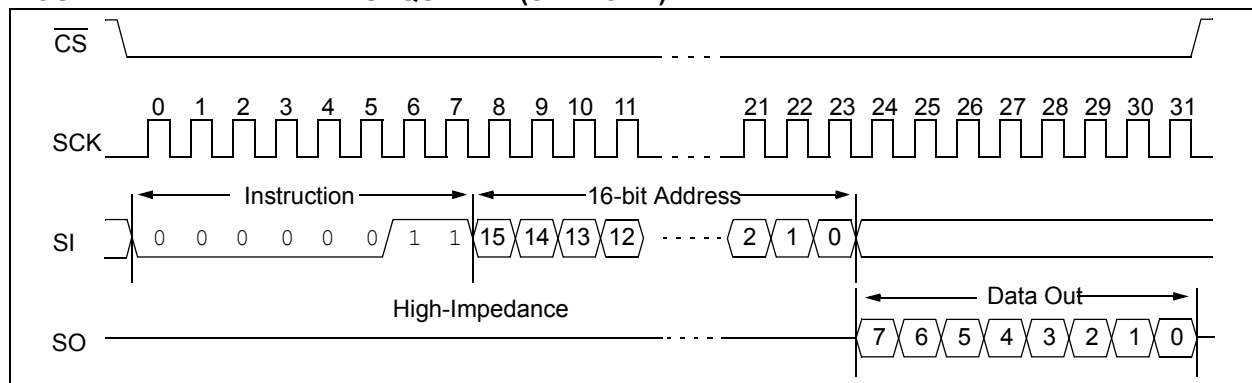 CS
0 1 2 3 4 5 6 7 8 9 10 11 21 22 23 24 25 26 27 28 29 30 31
SCK
Instruction 16-bit Address
SI 0 0 0 0 0 0 1 1 15 14 13 12 2 1 0
Data Out
High-Impedance
SO 7 6 5 4 3 2 1 0